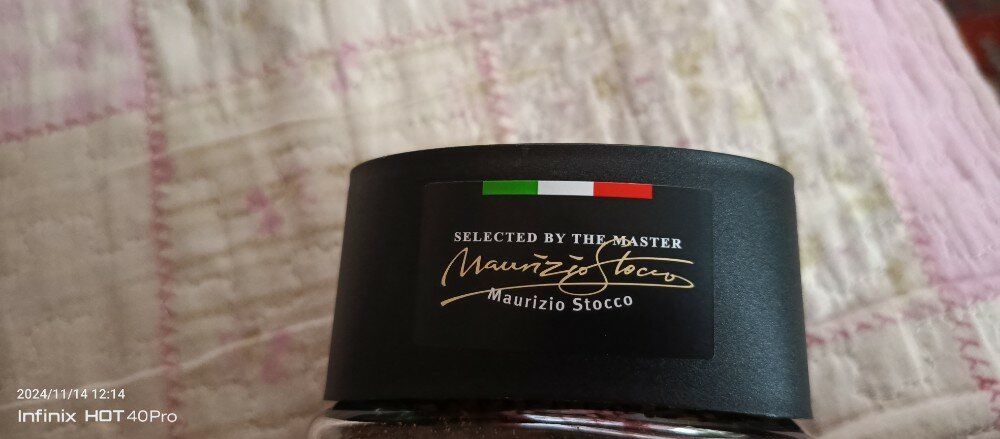 SELECTED BY THE MASTER
Maurizio Stocco
Maurizio Stocco
2024/11/14 12:14
Infinix HOT 40Pro